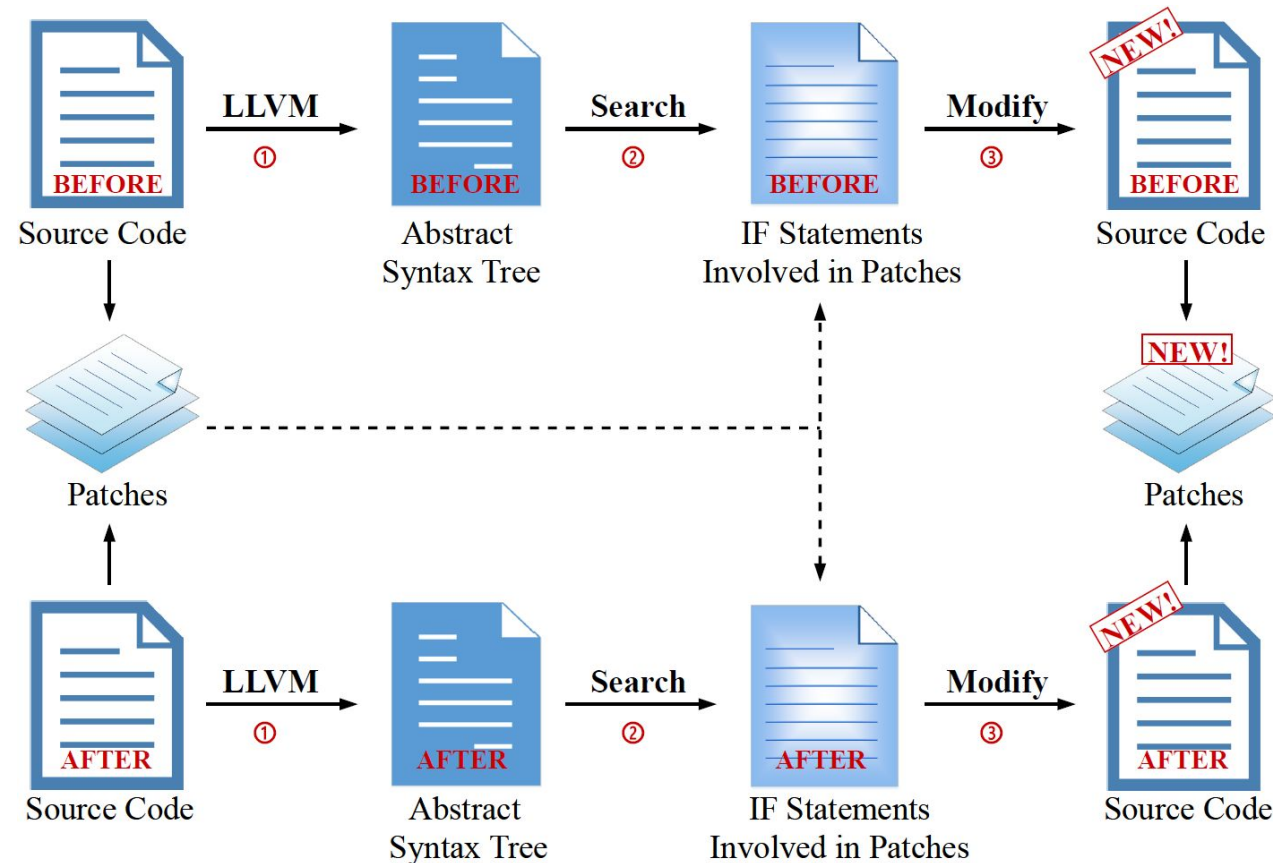 NEW!
LLVM
Search
Modify
①
②
③
BEFORE
BEFORE
BEFORE
BEFORE
Source Code
Abstract
Syntax Tree
IF Statements
Involved in Patches
Source Code
NEW!
Patches
Patches
NEW!
LLVM
Search
Modify
①
②
③
AFTER
AFTER
AFTER
AFTER
Source Code
Abstract
Syntax Tree
IF Statements
Involved in Patches
Source Code